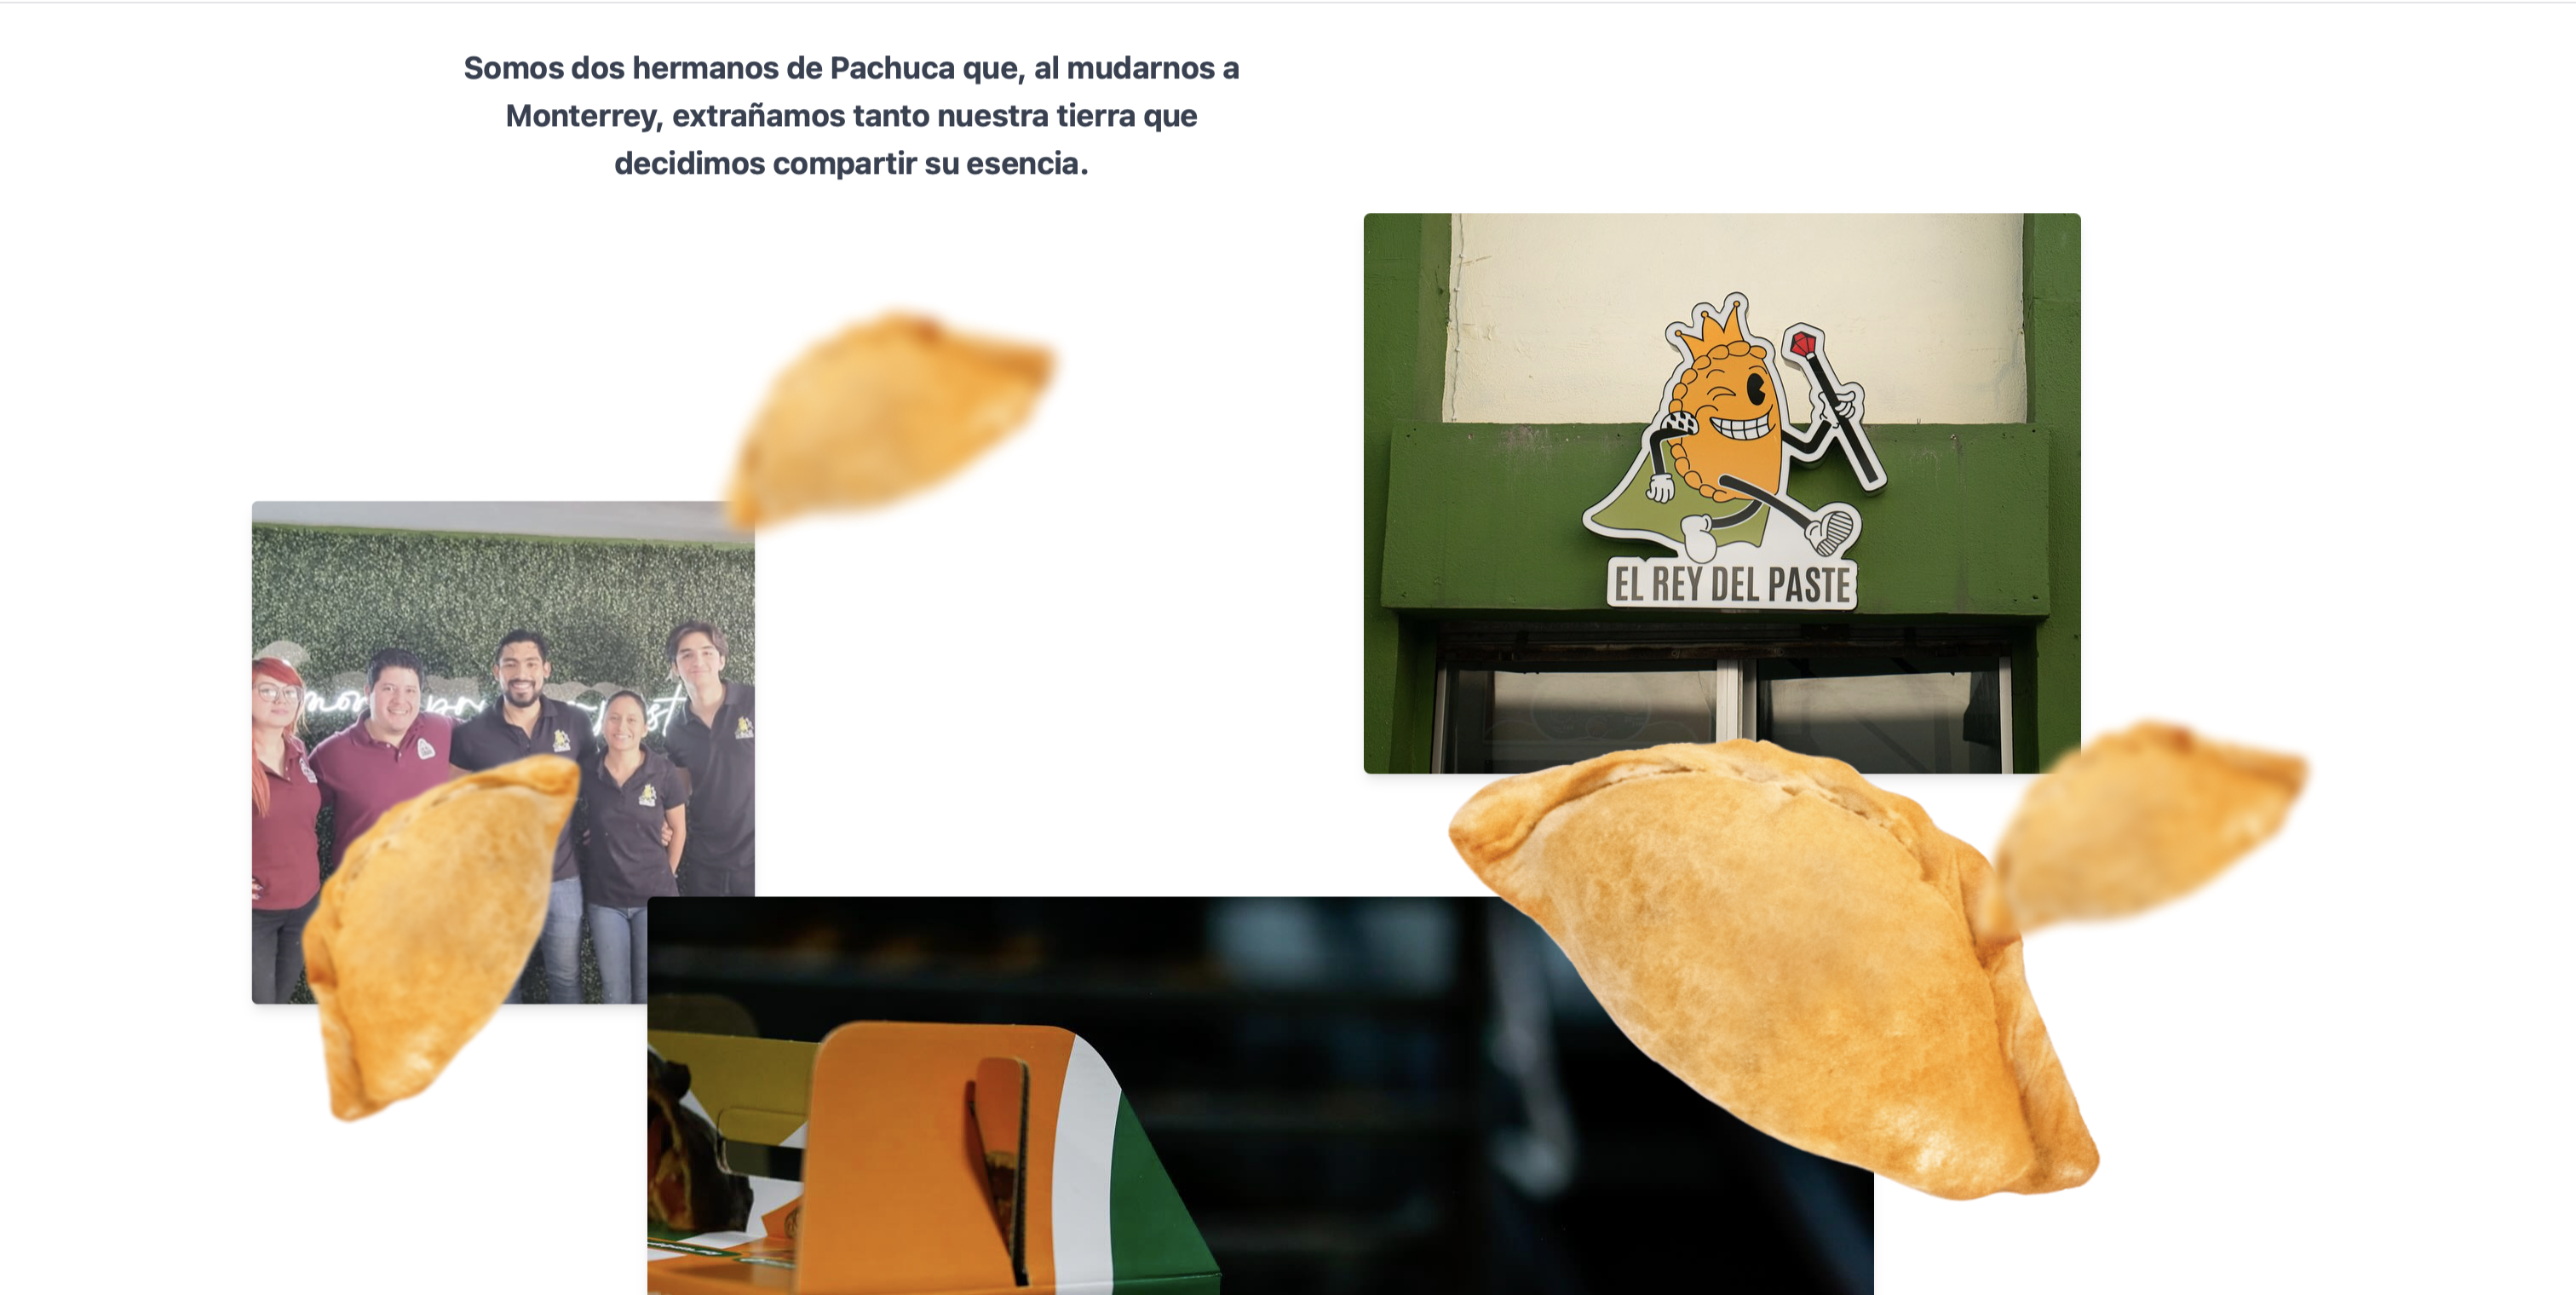 Somos dos hermanos de Pachuca que, al mudarnos a
Monterrey, extrañamos tanto nuestra tierra que
decidimos compartir su esencia.
EL REY DEL PASTE